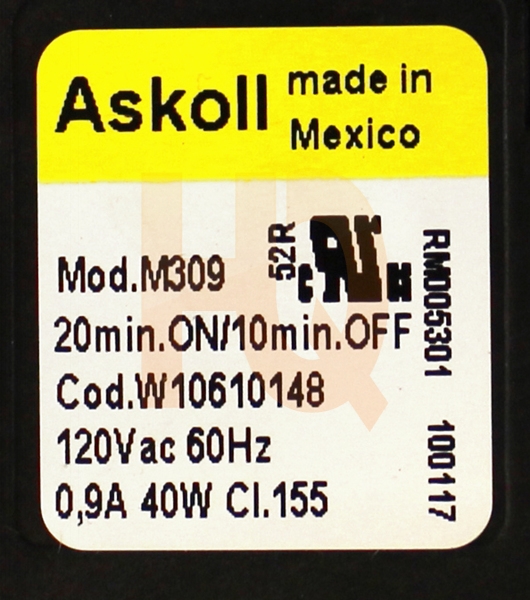 Askoll
made in
Mexico
52R
Mod.M309
20min.ON/10min.OFF
Cod.W10610148
120Vac 60Hz
0,9A 40W Cl.155
RM005301 100117
HQ